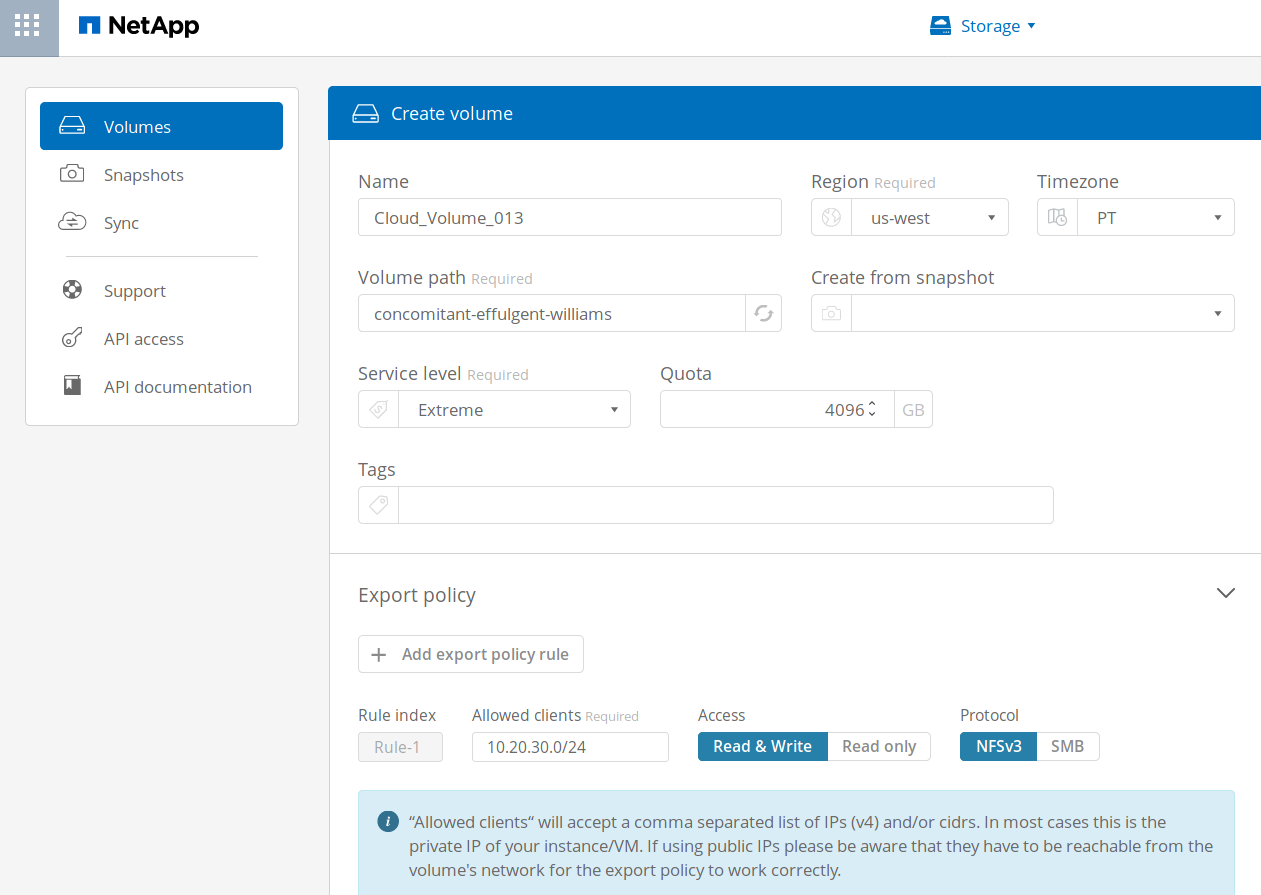 NetApp
Storage
Volumes
Snapshots
Sync
Support
API access
API documentation
Create volume
Name
Region Required
Timezone
Cloud_Volume_013
us-west
PT
Volume path Required
Create from snapshot
concomitant-effulgent-williams
Service level Required
Quota
Extreme
4096
GB
Tags
Export policy
Add export policy rule
Rule index
Allowed clients Required
Access
Protocol
Rule-1
10.20.30.0/24
Read & Write
Read only
NFSv3
SMB
“Allowed clients“ will accept a comma separated list of IPs (v4) and/or cidrs. In most cases this is the
private IP of your instance/VM. If using public IPs please be aware that they have to be reachable from the
volume's network for the export policy to work correctly.